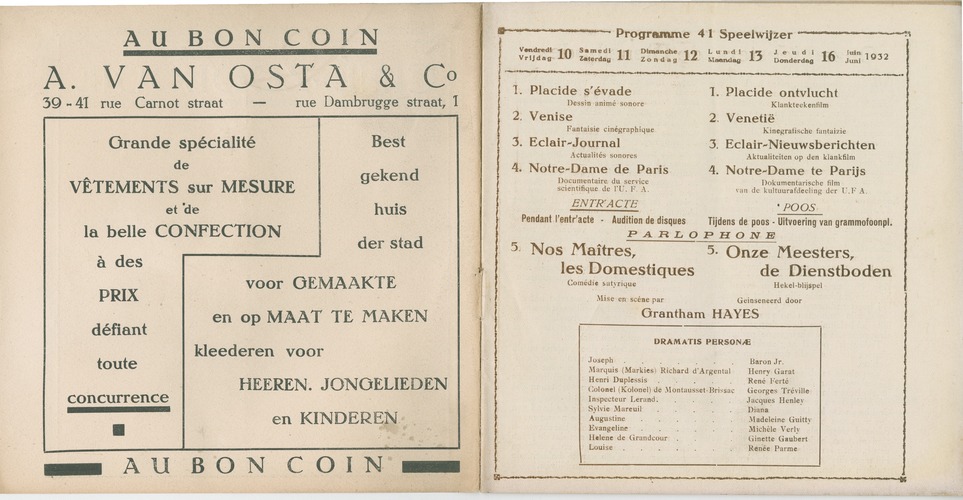 AU BON COIN
A. VAN OSTA & Co
39-41 rue Carnot straat — rue Dambrugge straat, 1
Grande spécialité
de
VÊTEMENTS sur MESURE
et de
la belle CONFECTION
à des
PRIX
défiant
toute
concurrence
Best
gekend
huis
der stad
voor GEMAAKTE
en op MAAT TE MAKEN
kleederen voor
HEEREN. JONGELIEDEN
en KINDEREN
AU BON COIN
Programme 41 Speelwijzer
Vendredi Vrijdag 10 Samedi Zaterdag 11 Dimanche Zondag 12 Lundi Maandag 13 Jeudi Donderdag 16 juin Juni 1932
1. Placide s'évade
Dessin animé sonore
2. Venise
Fantaisie cinégraphique
3. Eclair-Journal
Actualités sonores
4. Notre-Dame de Paris
Documentaire du service
scientifique de l'U. F. A.
ENTR'ACTE
Pendant l'entr'acte - Audition de disques
1. Placide ontvlucht
Klankteekenfilm
2. Venetië
Kinegrafische fantaizie
3. Eclair-Nieuwsberichten
Aktualiteiten op den klankfilm
4. Notre-Dame te Parijs
Dokumentarische film
van de kultuurafdeeling der U.F.A.
POOS
Tijdens de poos - Uitvoering van grammofoonpl.
PARLOPHONE
5. Nos Maîtres,
les Domestiques
Comédie satyrique
5. Onze Meesters,
de Dienstboden
Hekel-blijspel
Mise en scène par Geïnseneerd door
Grantham HAYES
DRAMATIS PERSONÆ
Joseph . . . . . . . Baron Jr.
Marquis (Markies) Richard d'Argental Henry Garat
Henri Duplessis . . . . . René Ferté
Colonel (Kolonel) de Montausset-Brissac Georges Tréville
Inspecteur Lerand . . . . . Jacques Henley
Sylvie Mareuil . . . . . Diana
Augustine . . . . . . Madeleine Guitty
Evangeline . . . . . . Michèle Verly
Helene de Grandcour . . . . Ginette Gaubert
Louise . . . . . . . Renée Parme